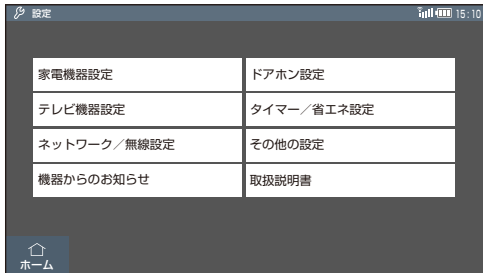 設定
15:10
家電機器設定
ドアホン設定
テレビ機器設定
タイマー／省エネ設定
ネットワーク／無線設定
その他の設定
機器からのお知らせ
取扱説明書
ホーム